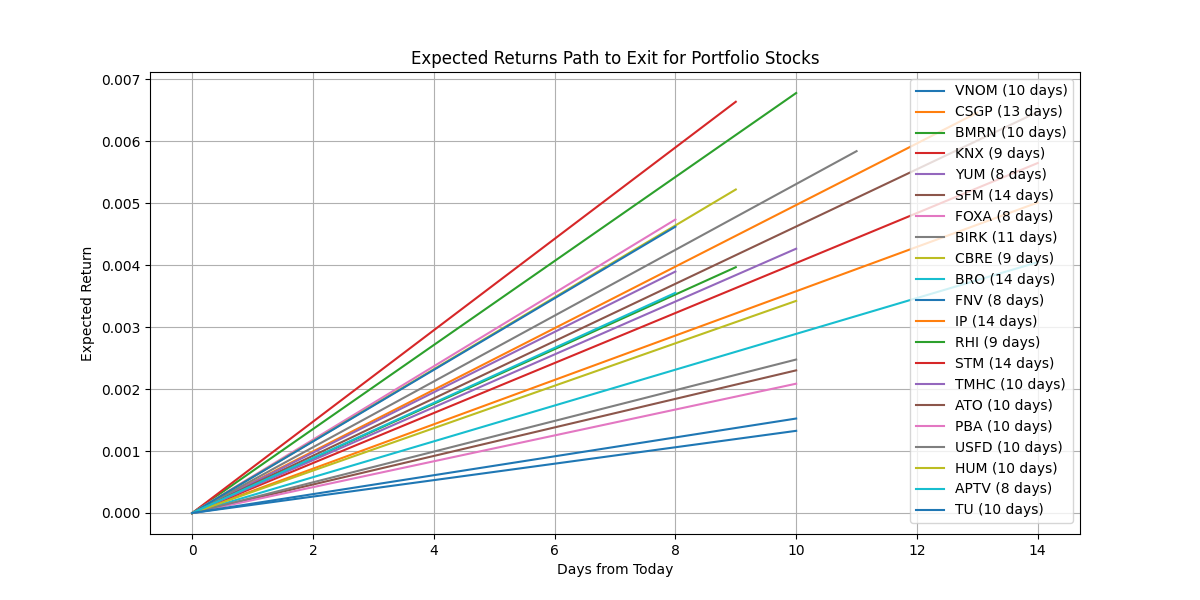 Expected Returns Path to Exit for Portfolio Stocks
Expected Return
0.007
0.006
0.005
0.004
0.003
0.002
0.001
0.000
VNOM (10 days)
CSGP (13 days)
BMRN (10 days)
KNX (9 days)
YUM (8 days)
SFM (14 days)
FOXA (8 days)
BIRK (11 days)
CBRE (9 days)
BRO (14 days)
FNV (8 days)
IP (14 days)
RHI (9 days)
STM (14 days)
TMHC (10 days)
ATO (10 days)
PBA (10 days)
USFD (10 days)
HUM (10 days)
APTV (8 days)
TU (10 days)
0 2 4 6 8 10 12 14
Days from Today